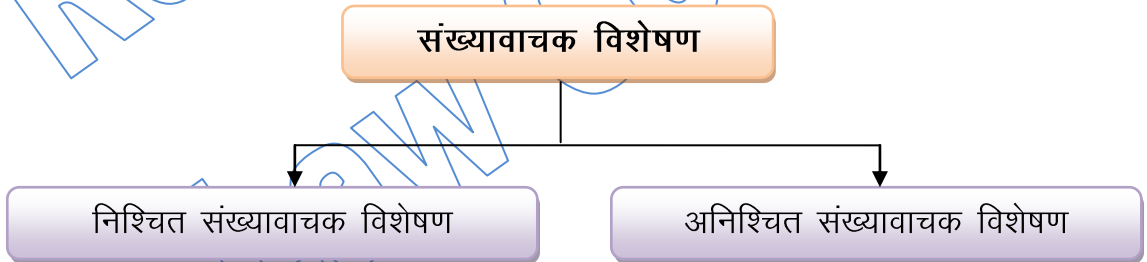 संख्यावाचक विशेषण
निश्चित संख्यावाचक विशेषण
अनिश्चित संख्यावाचक विशेषण